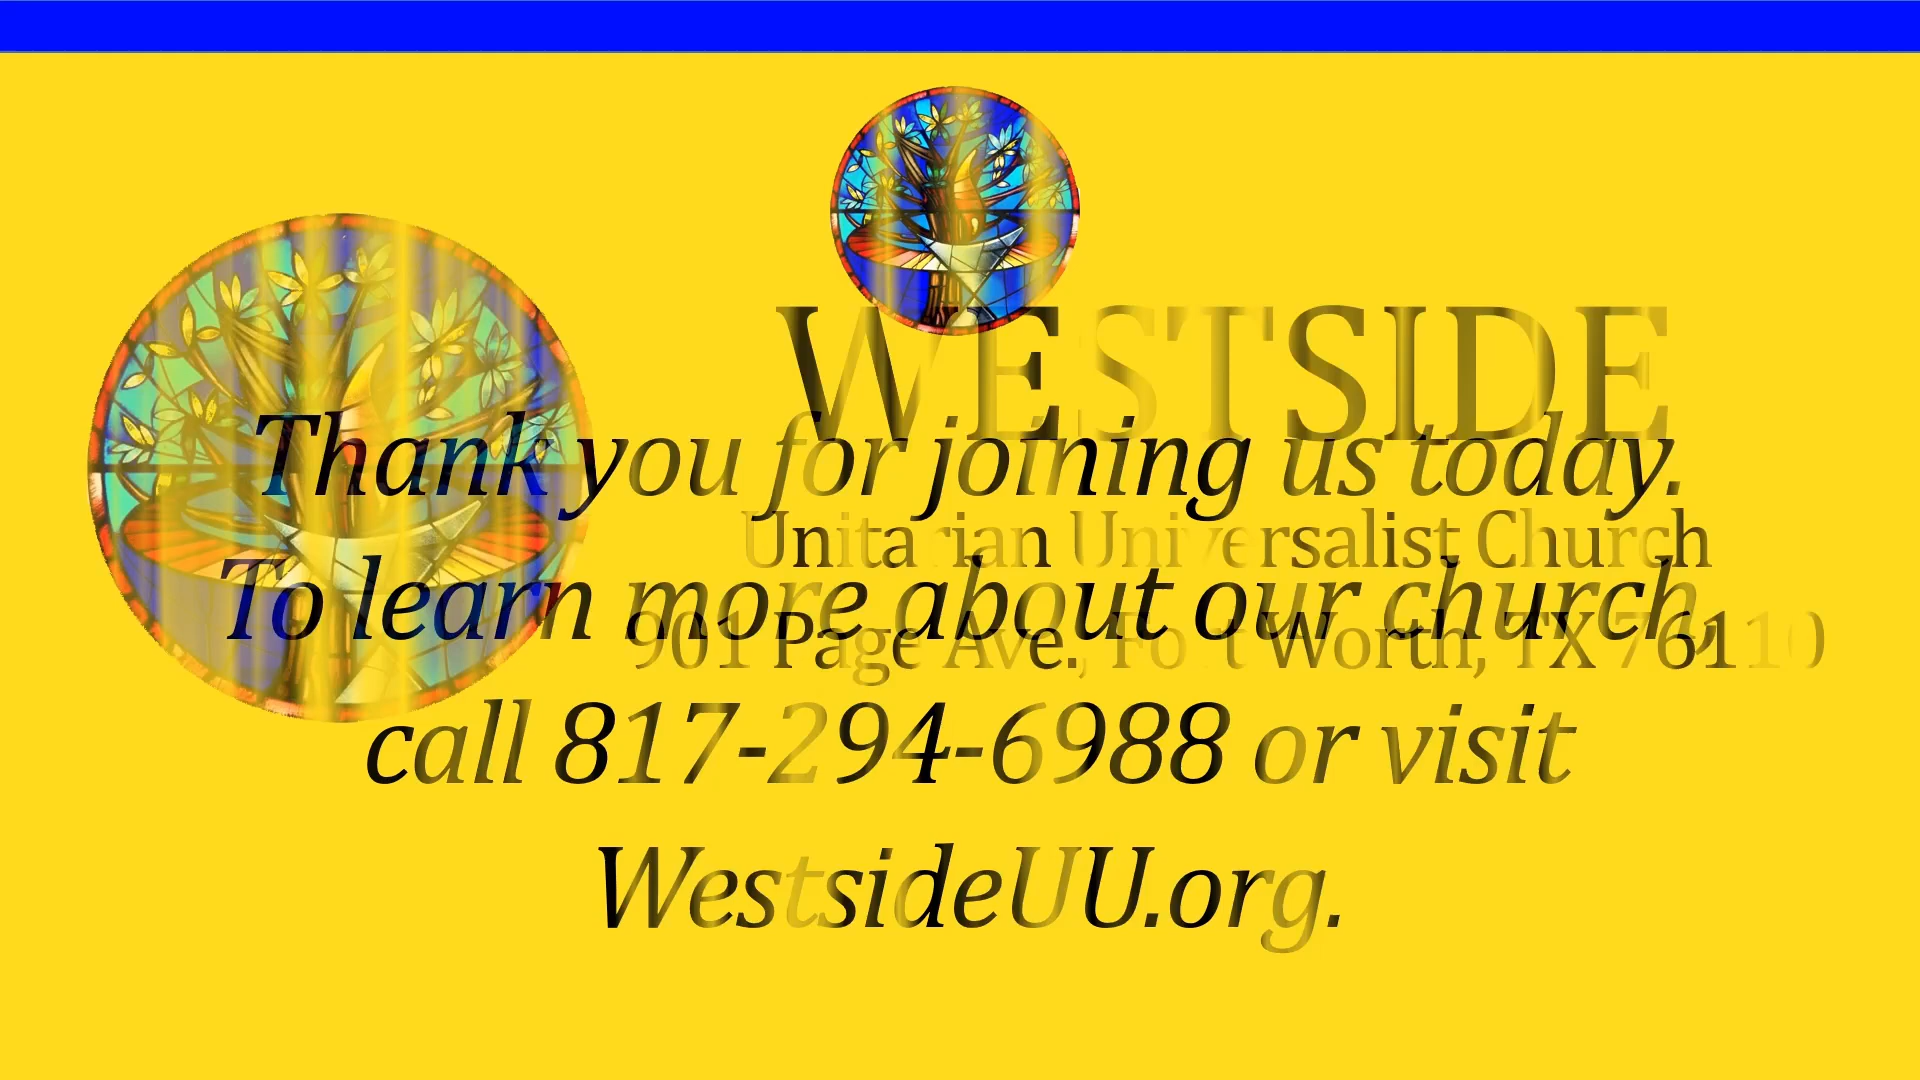 WESTSIDE
Thank you for joining us today.
Unitarian Universalist Church
To learn more about our church,
901 Page Ave., Fort Worth, TX 76110
call 817-294-6988 or visit
WestsideUU.org.